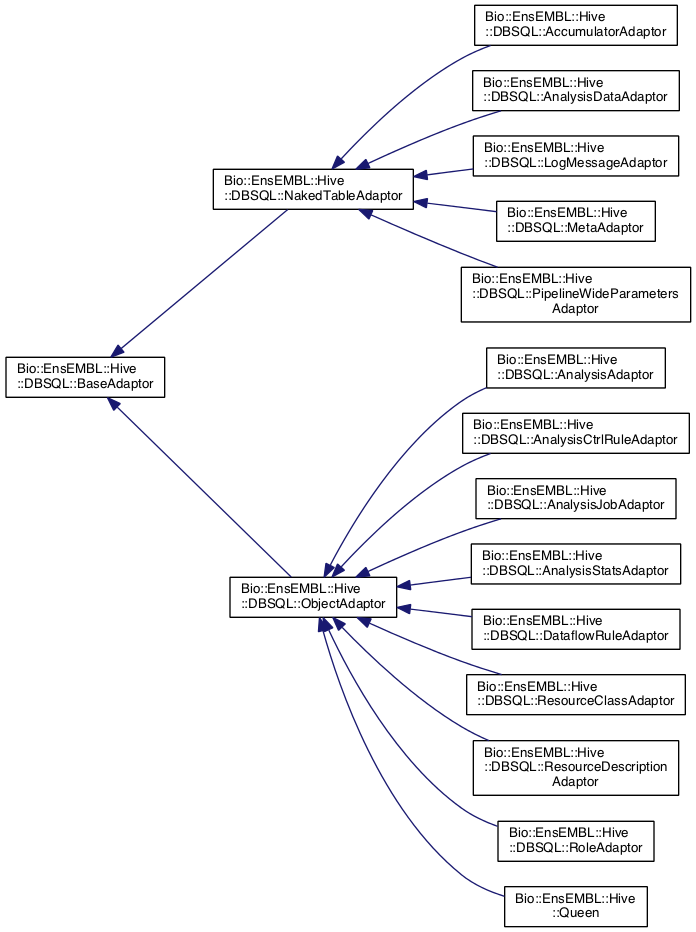 Bio::EnsEMBL::Hive
::DBSQL::AccumulatorAdaptor
Bio::EnsEMBL::Hive
::DBSQL::AnalysisDataAdaptor
Bio::EnsEMBL::Hive
::DBSQL::LogMessageAdaptor
Bio::EnsEMBL::Hive
::DBSQL::NakedTableAdaptor
Bio::EnsEMBL::Hive
::DBSQL::MetaAdaptor
Bio::EnsEMBL::Hive
::DBSQL::PipelineWideParameters
Adaptor
Bio::EnsEMBL::Hive
::DBSQL::BaseAdaptor
Bio::EnsEMBL::Hive
::DBSQL::AnalysisAdaptor
Bio::EnsEMBL::Hive
::DBSQL::AnalysisCtrlRuleAdaptor
Bio::EnsEMBL::Hive
::DBSQL::AnalysisJobAdaptor
Bio::EnsEMBL::Hive
::DBSQL::AnalysisStatsAdaptor
Bio::EnsEMBL::Hive
::DBSQL::ObjectAdaptor
Bio::EnsEMBL::Hive
::DBSQL::DataflowRuleAdaptor
Bio::EnsEMBL::Hive
::DBSQL::ResourceClassAdaptor
Bio::EnsEMBL::Hive
::DBSQL::ResourceDescription
Adaptor
Bio::EnsEMBL::Hive
::DBSQL::RoleAdaptor
Bio::EnsEMBL::Hive
::Queen